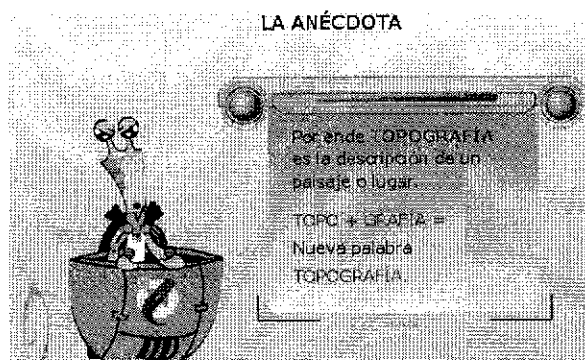 LA ANÉCDOTA
Por ende TOPOGRAFÍA
es la descripción de un
paisaje o lugar.
TOPO + GRAFÍA =
Nueva palabra
TOPOGRAFÍA.